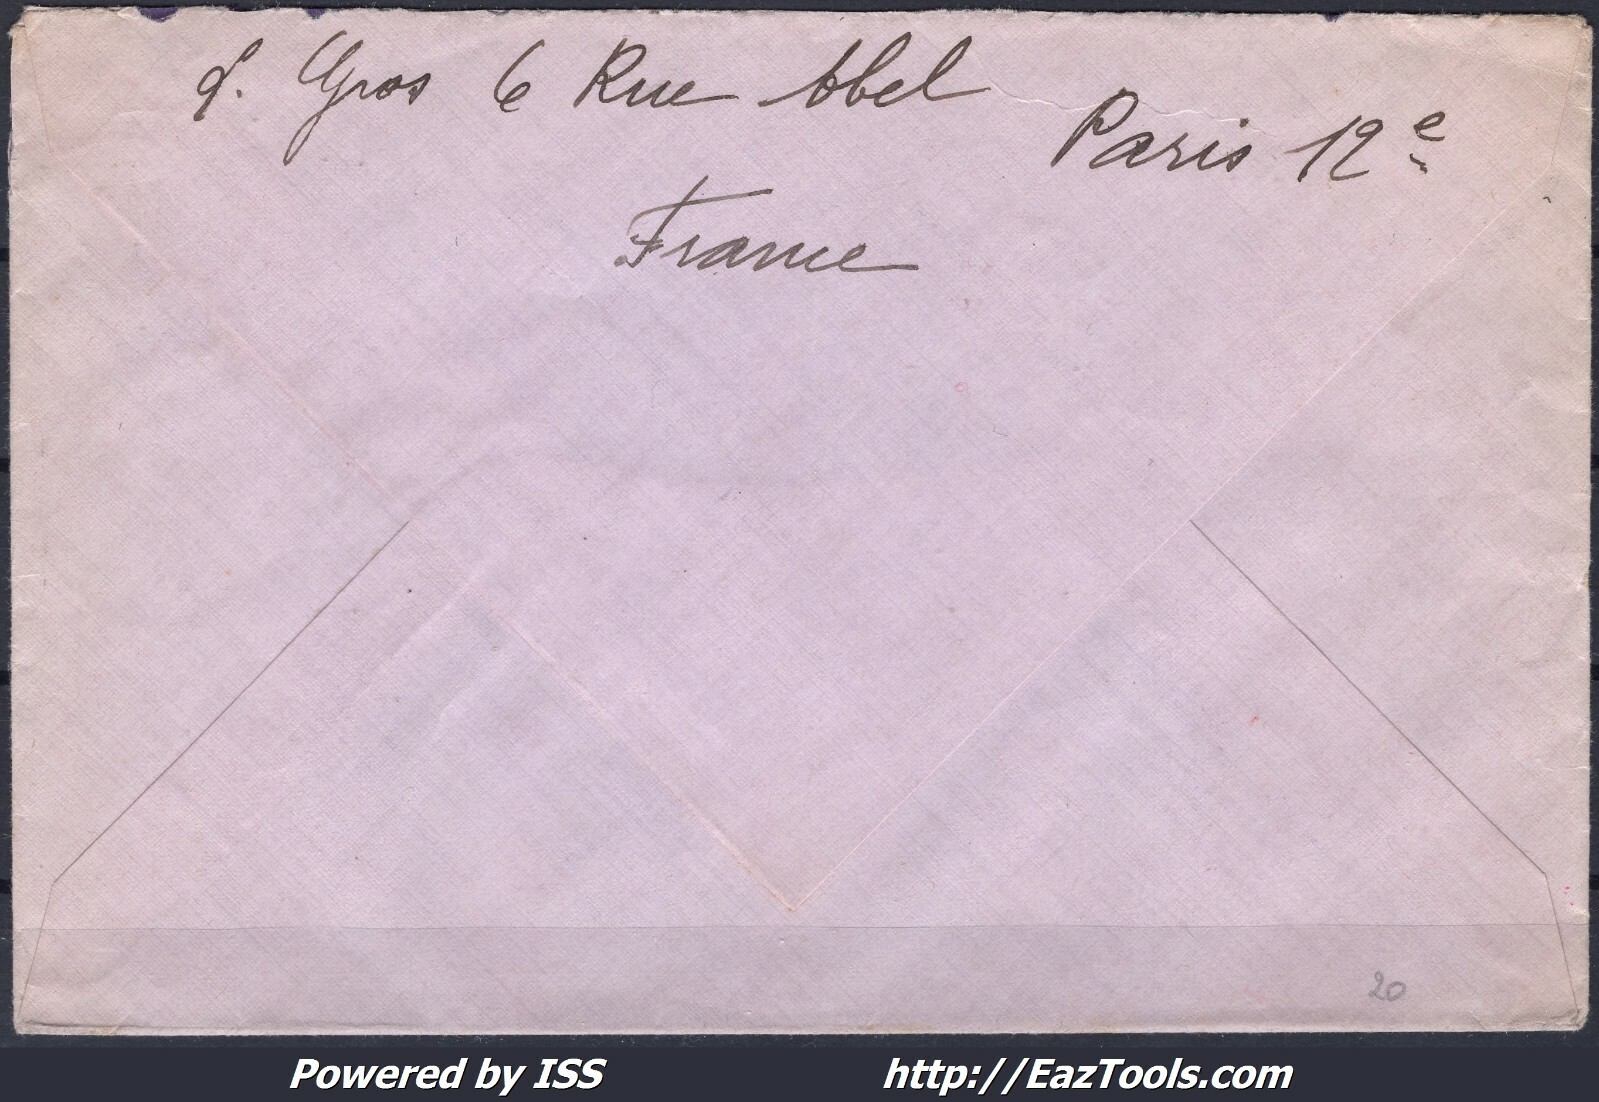 d. Gros 6 Rue Abel
Paris 12e
France
20
Powered by ISS http://EazTools.com